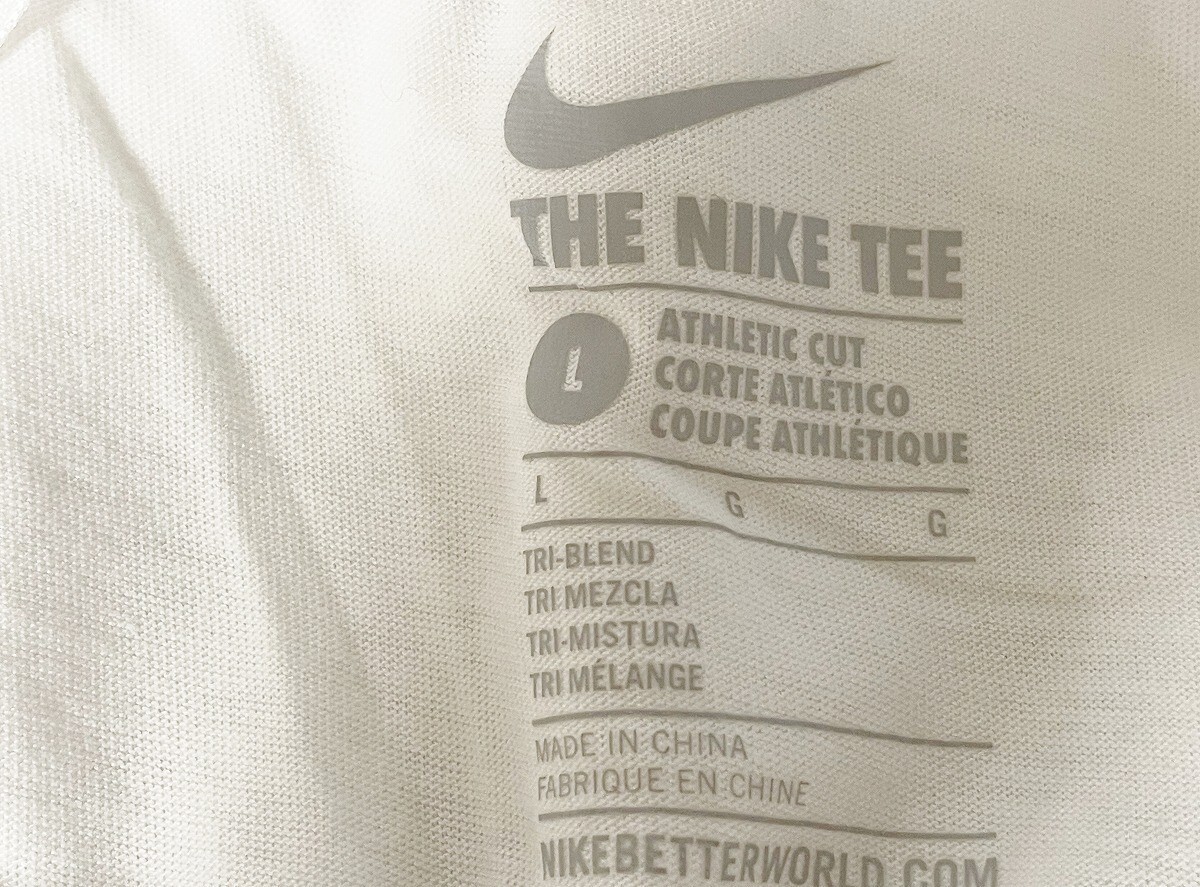 THE NIKE TEE
L
ATHLETIC CUT
CORTE ATLÉTICO
COUPE ATHLÉTIQUE
L G G
TRI-BLEND
TRI MEZCLA
TRI-MISTURA
TRI MÉLANGE
MADE IN CHINA
FABRIQUE EN CHINE
NIKEBETTERWORLD.COM